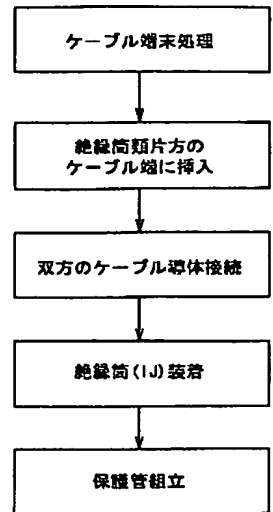 ケーブル端末処理
絶縁筒類片方の
ケーブル端に挿入
双方のケーブル導体接続
絶縁筒(IJ)装着
保護管組立